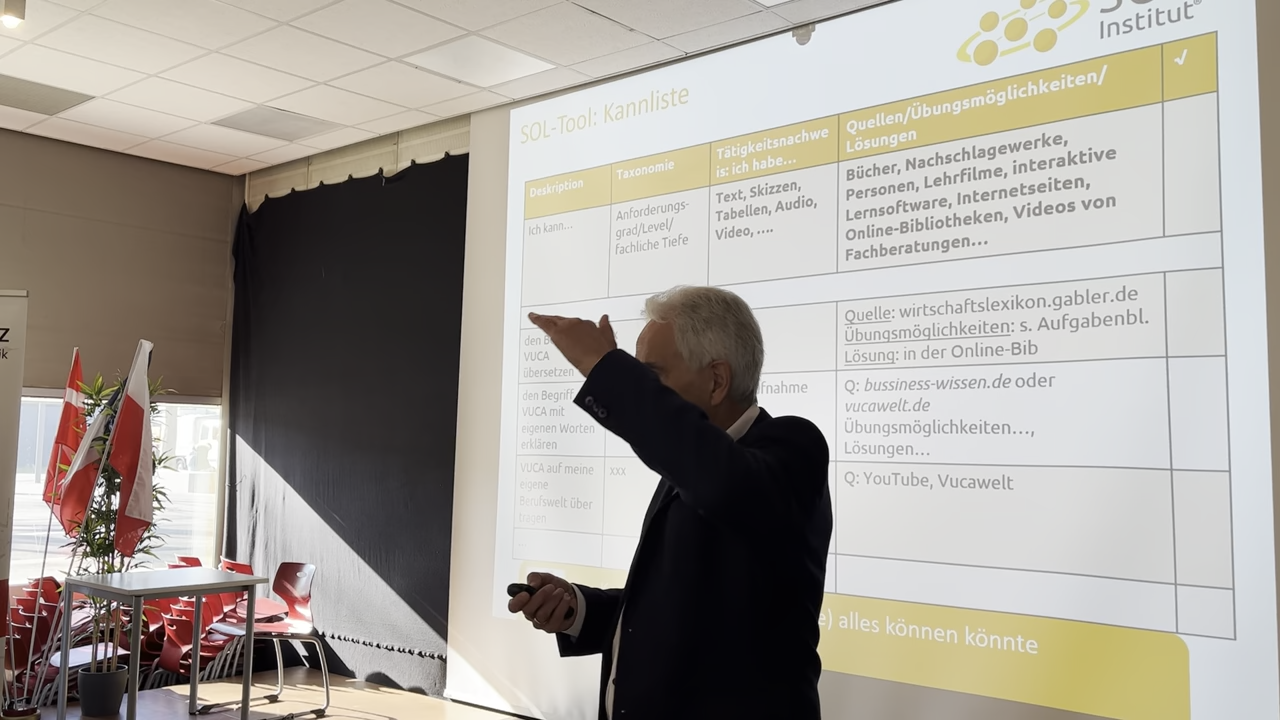 Z
ik
SOL-Tool: Kannliste
Institut®
Deskription
Taxonomie
Tätigkeitsnachwe
is: ich habe...
Quellen/Übungsmöglichkeiten/
Lösungen
✓
Ich kann...
Anforderungs-
grad/Level/
fachliche Tiefe
Text, Skizzen,
Tabellen, Audio,
Video, ....
Bücher, Nachschlagewerke,
Personen, Lehrfilme, interaktive
Lernsoftware, Internetseiten,
Online-Bibliotheken, Videos von
Fachberatungen...
VUCA
übersetzen
Quelle: wirtschaftslexikon.gabler.de
Übungsmöglichkeiten: s. Aufgabenbl.
Lösung: in der Online-Bib
den Begriff
VUCA mit
eigenen Worten
erklären
ufnahme
Q: bussiness-wissen.de oder
vucawelt.de
Übungsmöglichkeiten...,
Lösungen...
VUCA auf meine
eigene
Berufswelt über
tragen
xxx
Q: YouTube, Vucawelt
e) alles können könnte